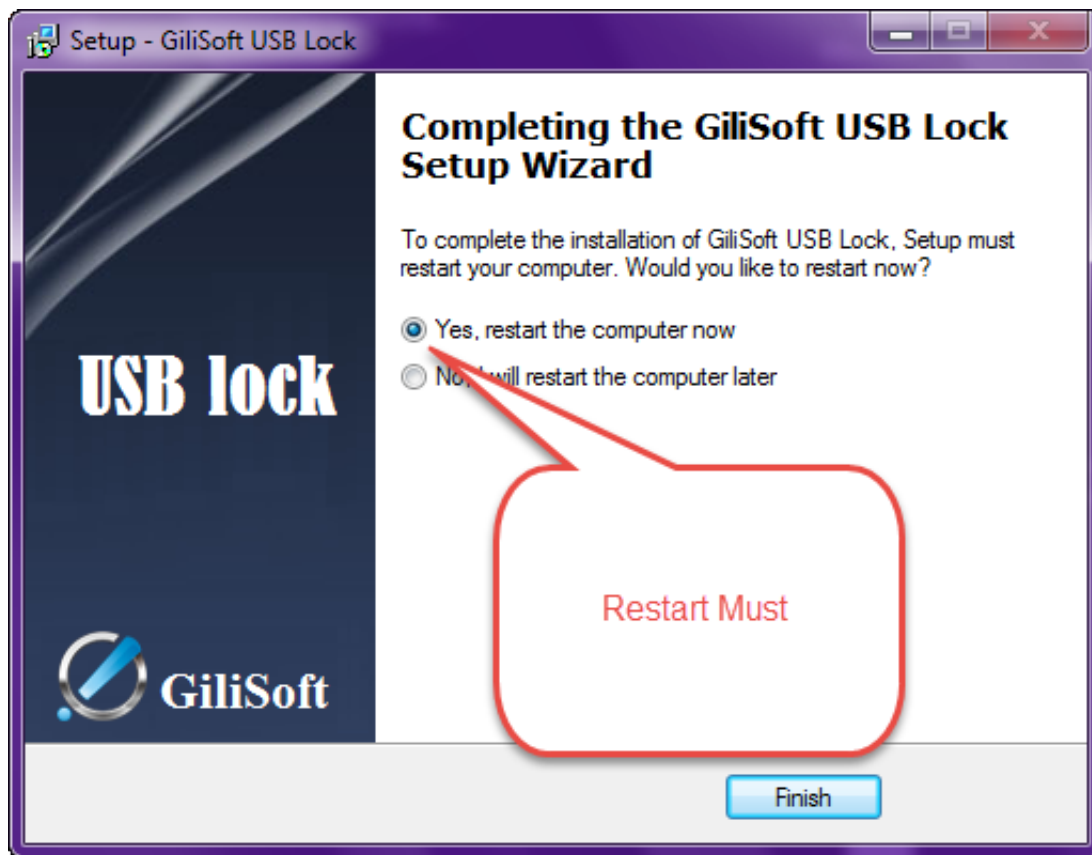 Setup - GiliSoft USB Lock
Completing the GiliSoft USB Lock
Setup Wizard
To complete the installation of GiliSoft USB Lock, Setup must
restart your computer. Would you like to restart now?
Yes, restart the computer now
No, I will restart the computer later
USB lock
Restart Must
GiliSoft
Finish